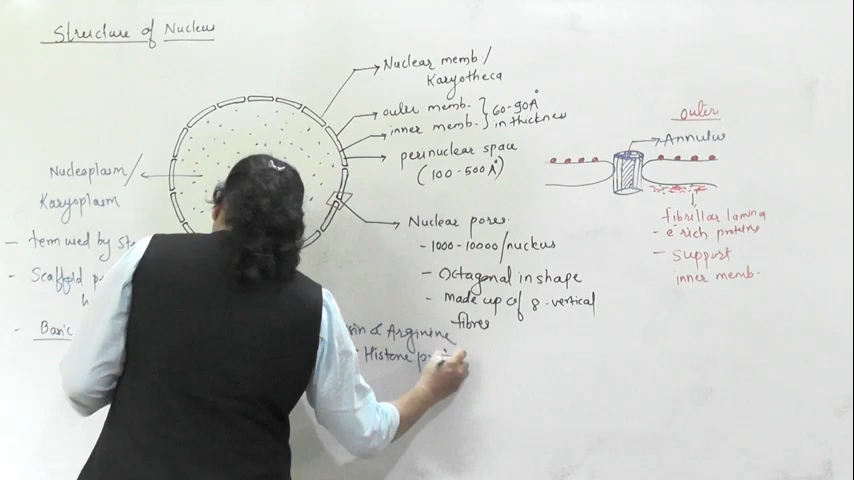 Structure of Nucleus
Nuclear memb/
Karyotheca
outer memb. } 60-90Å
inner memb. } in thickness
perinuclear space
(100-500Å)
Nucleoplasm/
Karyoplasm
- term used by
- Scaffold
- Basic
Nuclear pores.
- 1000-10000/nucleus
- Octagonal in shape
- made up of 8 vertical
fibres
& Arginine
Histone
outer
Annulus
fibrillar lamina
- rich proteins
- Support
inner memb.